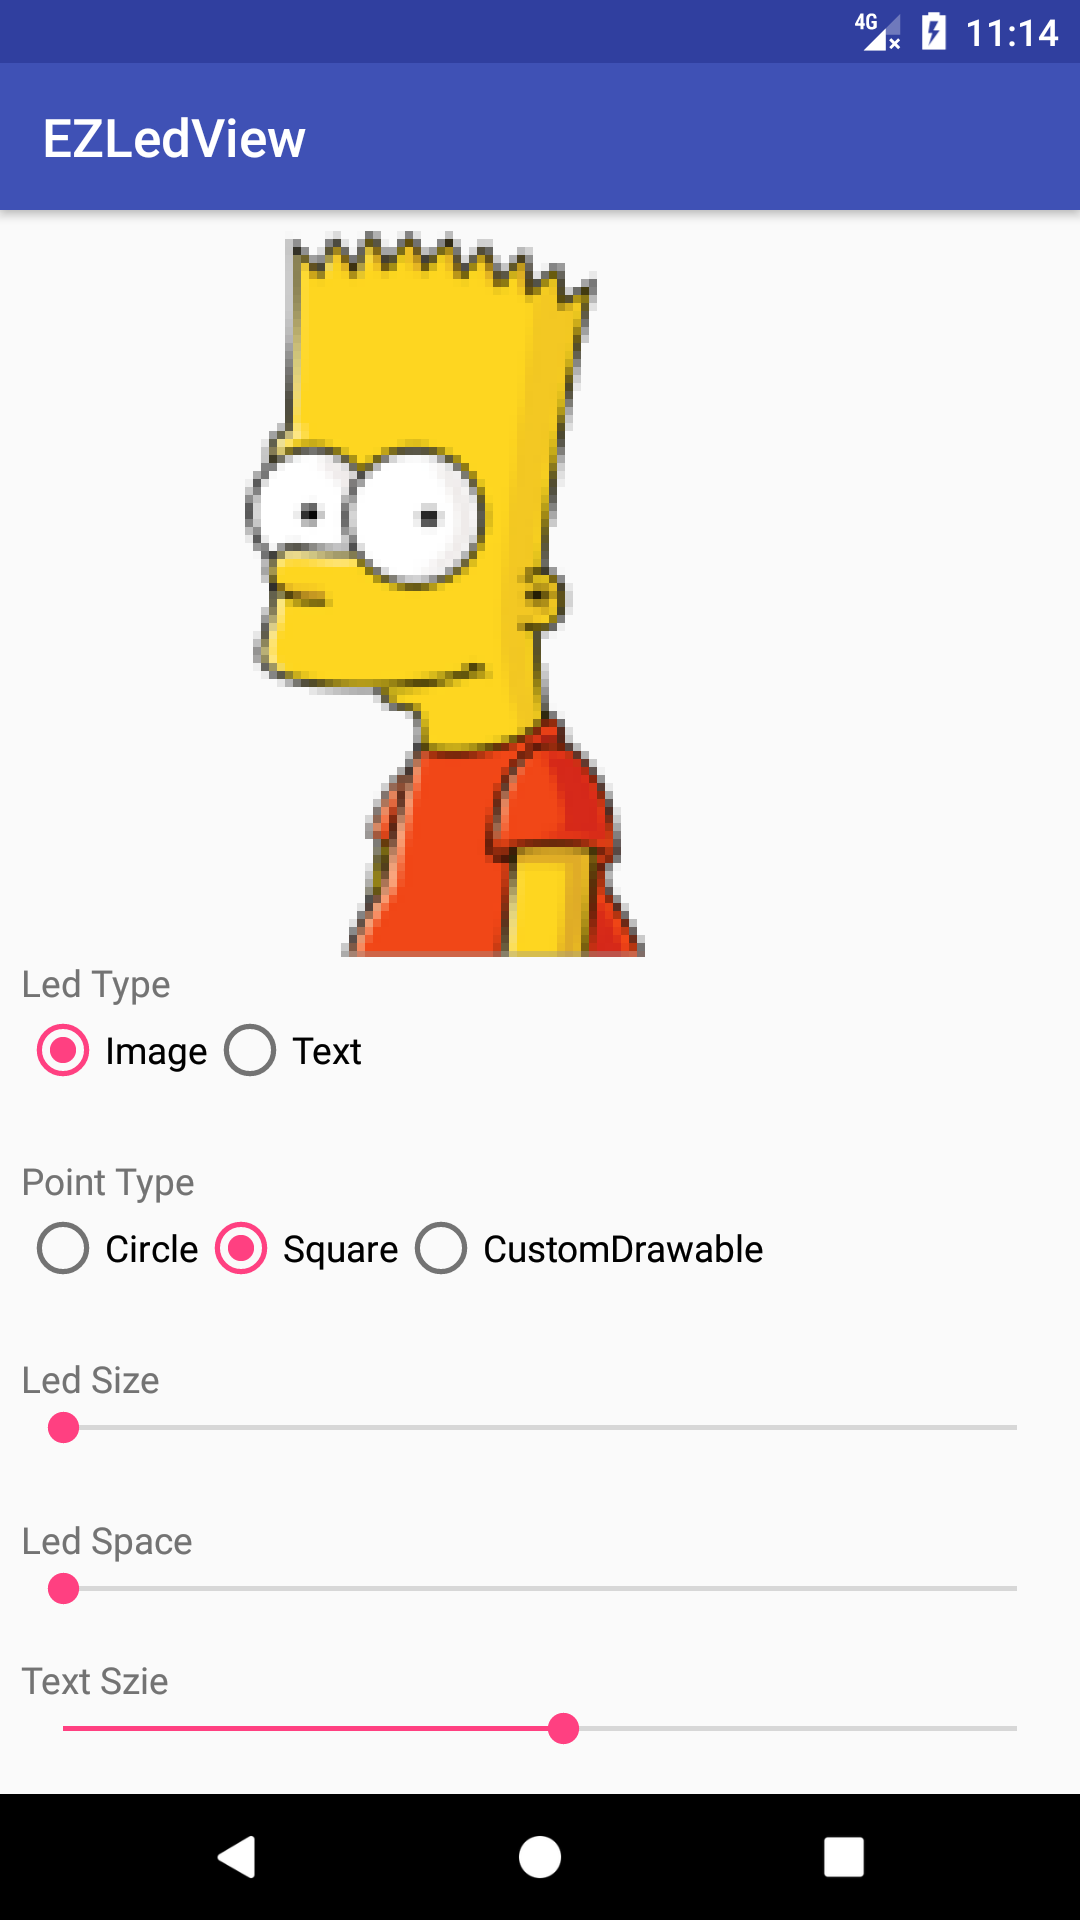 4G 11:14
EZLedView
Led Type
Image Text
Point Type
Circle Square CustomDrawable
Led Size
Led Space
Text Szie